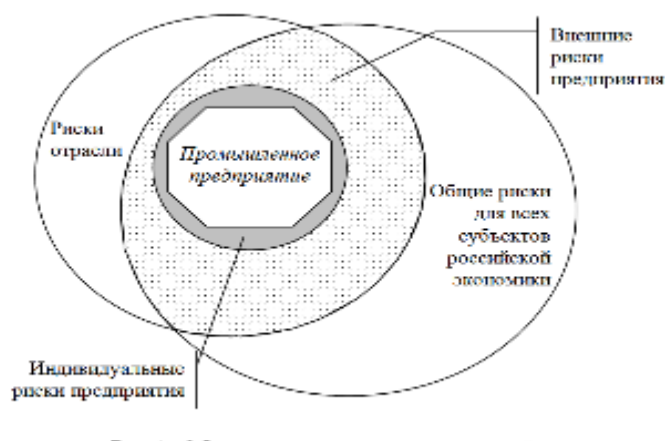 Внешние
риски
предприятия
Риски
отрасли
Промышленное
предприятие
Общие риски
для всех
субъектов
российской
экономики
Индивидуальные
риски предприятия